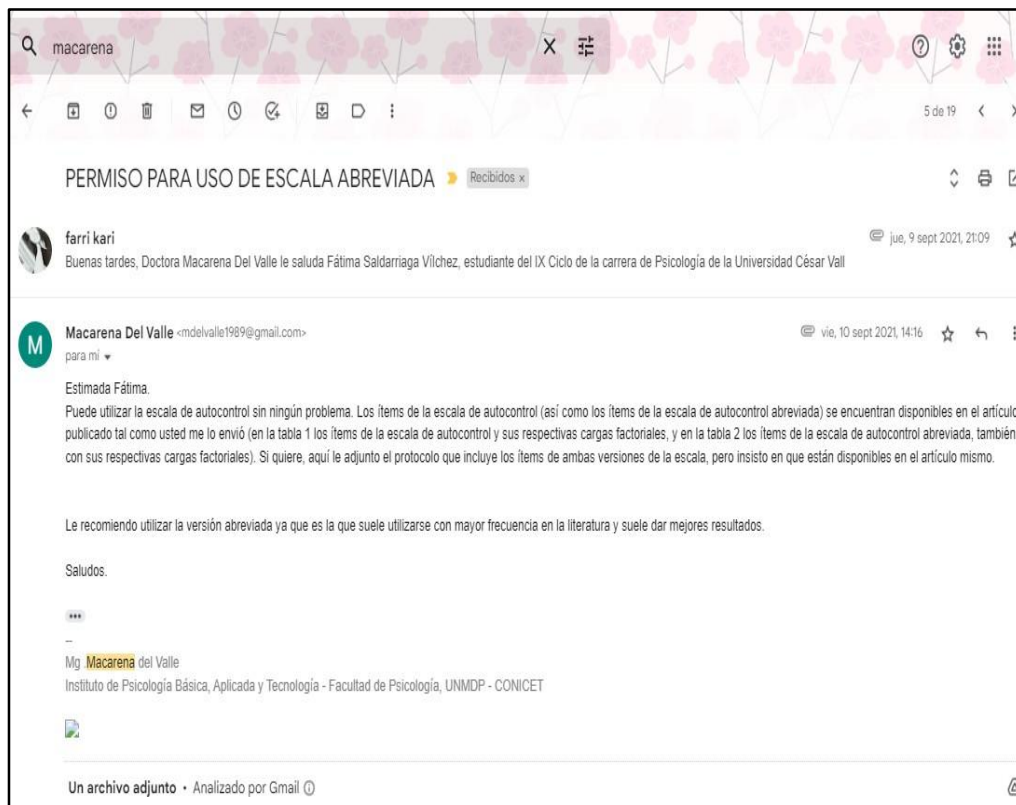 macarena
5 de 19
PERMISO PARA USO DE ESCALA ABREVIADA Recibidos x
farri kari
jue, 9 sept 2021, 21:09
Buenas tardes, Doctora Macarena Del Valle le saluda Fátima Saldarriaga Vílchez, estudiante del IX Ciclo de la carrera de Psicología de la Universidad César Vall
M
Macarena Del Valle <mdelvalle1989@gmail.com>
vie, 10 sept 2021, 14:16
para mí
Estimada Fátima.
Puede utilizar la escala de autocontrol sin ningún problema. Los ítems de la escala de autocontrol (así como los ítems de la escala de autocontrol abreviada) se encuentran disponibles en el artículo
publicado tal como usted me lo envió (en la tabla 1 los ítems de la escala de autocontrol y sus respectivas cargas factoriales, y en la tabla 2 los ítems de la escala de autocontrol abreviada, también
con sus respectivas cargas factoriales). Si quiere, aquí le adjunto el protocolo que incluye los ítems de ambas versiones de la escala, pero insisto en que están disponibles en el artículo mismo.
Le recomiendo utilizar la versión abreviada ya que es la que suele utilizarse con mayor frecuencia en la literatura y suele dar mejores resultados.
Saludos.
--
Mg .Macarena del Valle
Instituto de Psicología Básica, Aplicada y Tecnología - Facultad de Psicología, UNMDP - CONICET
Un archivo adjunto • Analizado por Gmail